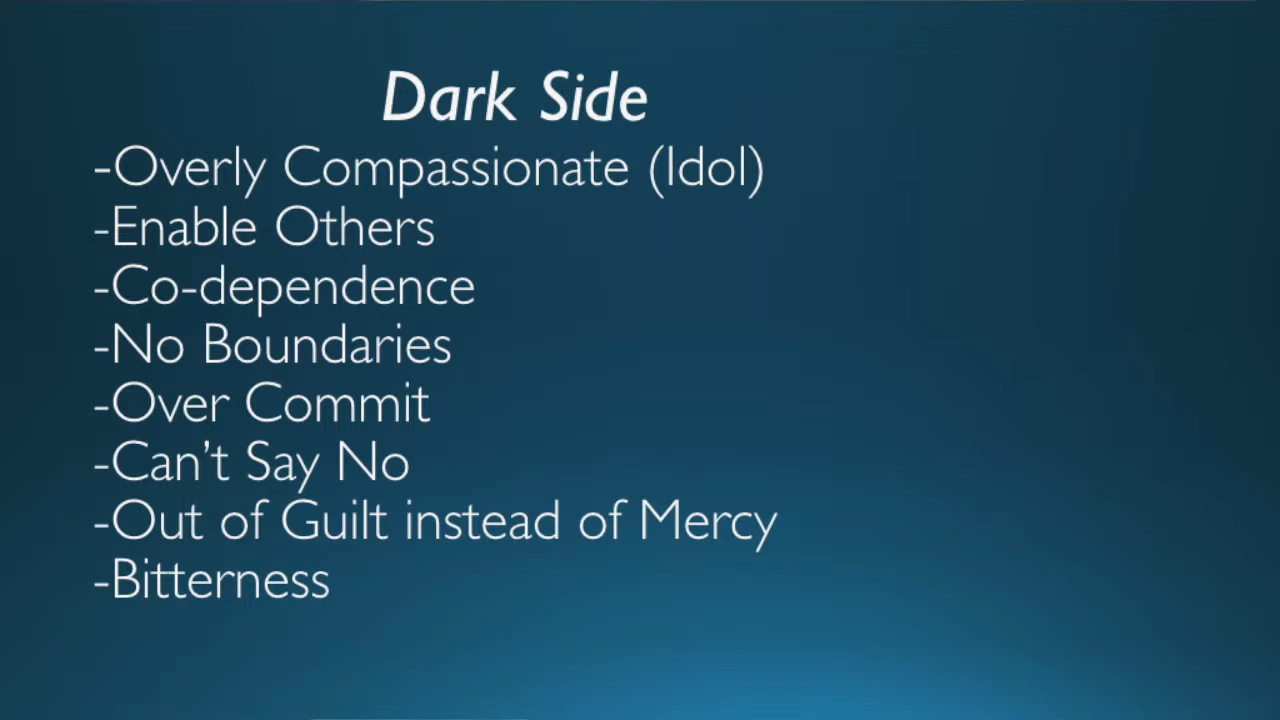 Dark Side
-Overly Compassionate (Idol)
-Enable Others
-Co-dependence
-No Boundaries
-Over Commit
-Can’t Say No
-Out of Guilt instead of Mercy
-Bitterness